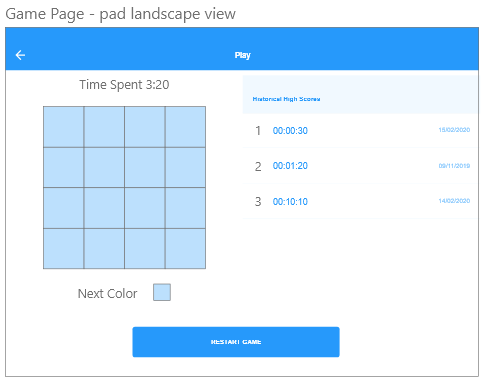 Game Page - pad landscape view
Play
Time Spent 3:20
Historical High Scores
1 00:00:30 15/02/2020
2 00:01:20 09/11/2019
3 00:10:10 14/02/2020
Next Color
RESTART GAME